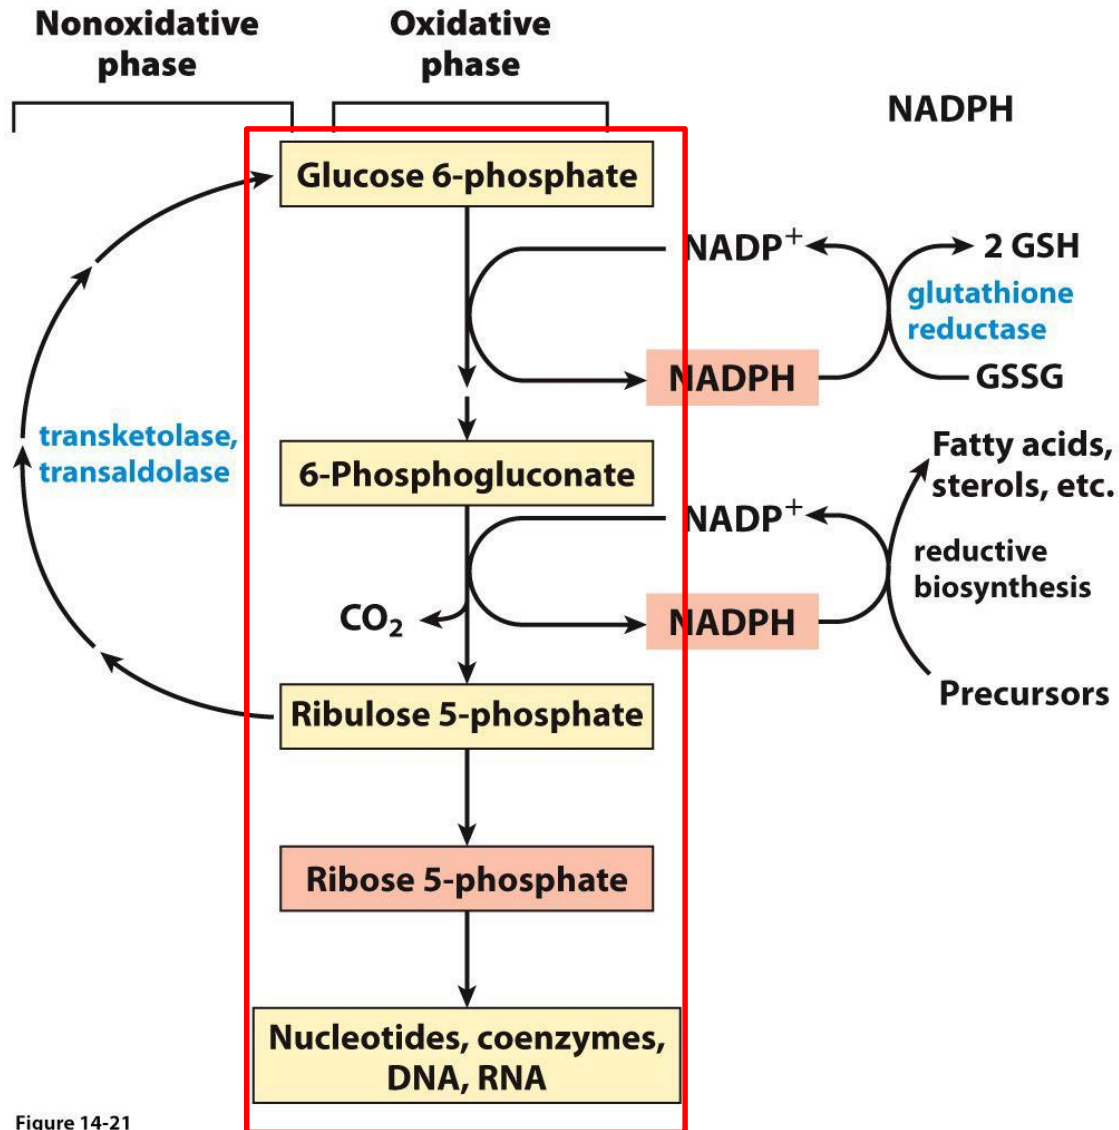 Nonoxidative
phase
Oxidative
phase
NADPH
Glucose 6-phosphate
NADP⁺
2 GSH
glutathione
reductase
NADPH
GSSG
transketolase,
transaldolase
6-Phosphogluconate
Fatty acids,
sterols, etc.
NADP⁺
reductive
biosynthesis
CO₂
NADPH
Precursors
Ribulose 5-phosphate
Ribose 5-phosphate
Nucleotides, coenzymes,
DNA, RNA
Figure 14-21